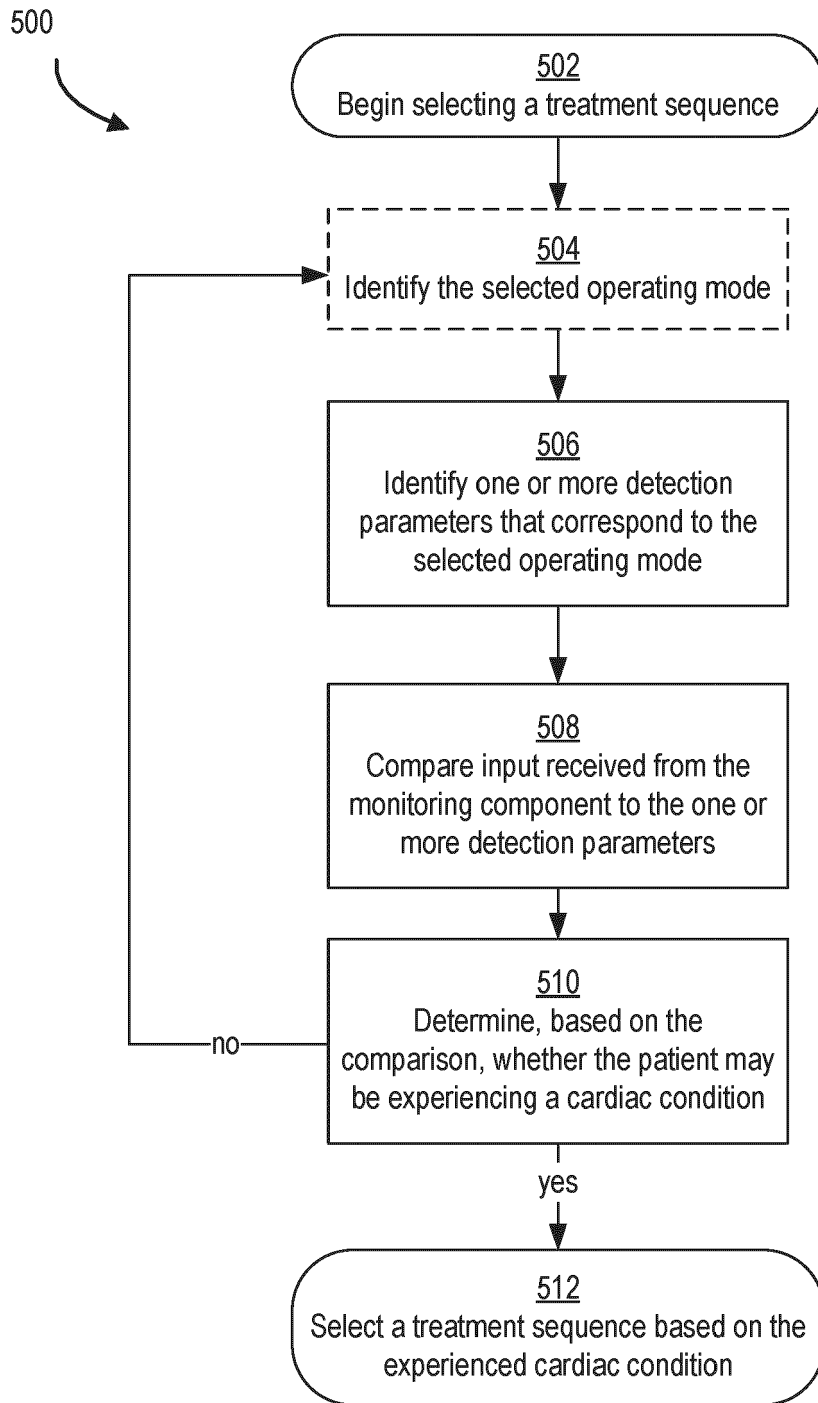 500
502
Begin selecting a treatment sequence
504
Identify the selected operating mode
506
Identify one or more detection
parameters that correspond to the
selected operating mode
508
Compare input received from the
monitoring component to the one or
more detection parameters
510
Determine, based on the
comparison, whether the patient may
be experiencing a cardiac condition
no
yes
512
Select a treatment sequence based on the
experienced cardiac condition